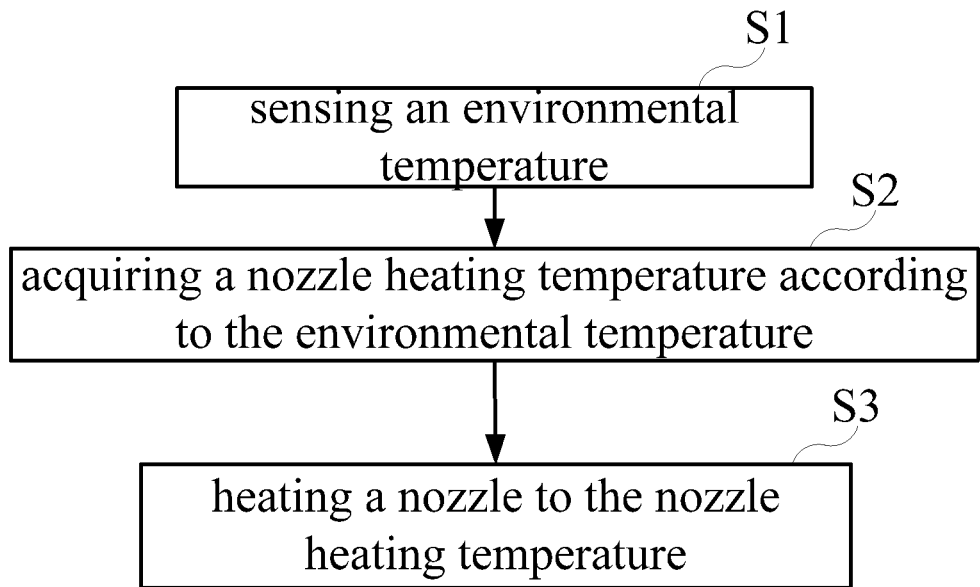 S1
sensing an environmental
temperature
S2
acquiring a nozzle heating temperature according
to the environmental temperature
S3
heating a nozzle to the nozzle
heating temperature